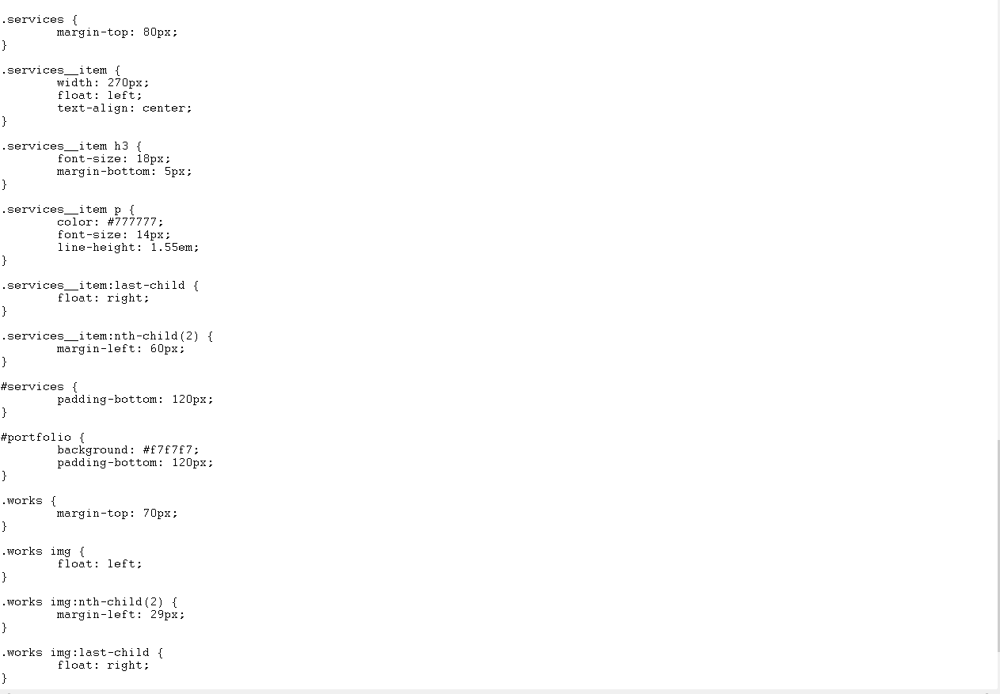 .services {
margin-top: 80px;
}
.services__item {
width: 270px;
float: left;
text-align: center;
}
.services__item h3 {
font-size: 18px;
margin-bottom: 5px;
}
.services__item p {
color: #777777;
font-size: 14px;
line-height: 1.55em;
}
.services__item:last-child {
float: right;
}
.services__item:nth-child(2) {
margin-left: 60px;
}
#services {
padding-bottom: 120px;
}
#portfolio {
background: #f7f7f7;
padding-bottom: 120px;
}
.works {
margin-top: 70px;
}
.works img {
float: left;
}
.works img:nth-child(2) {
margin-left: 29px;
}
.works img:last-child {
float: right;
}